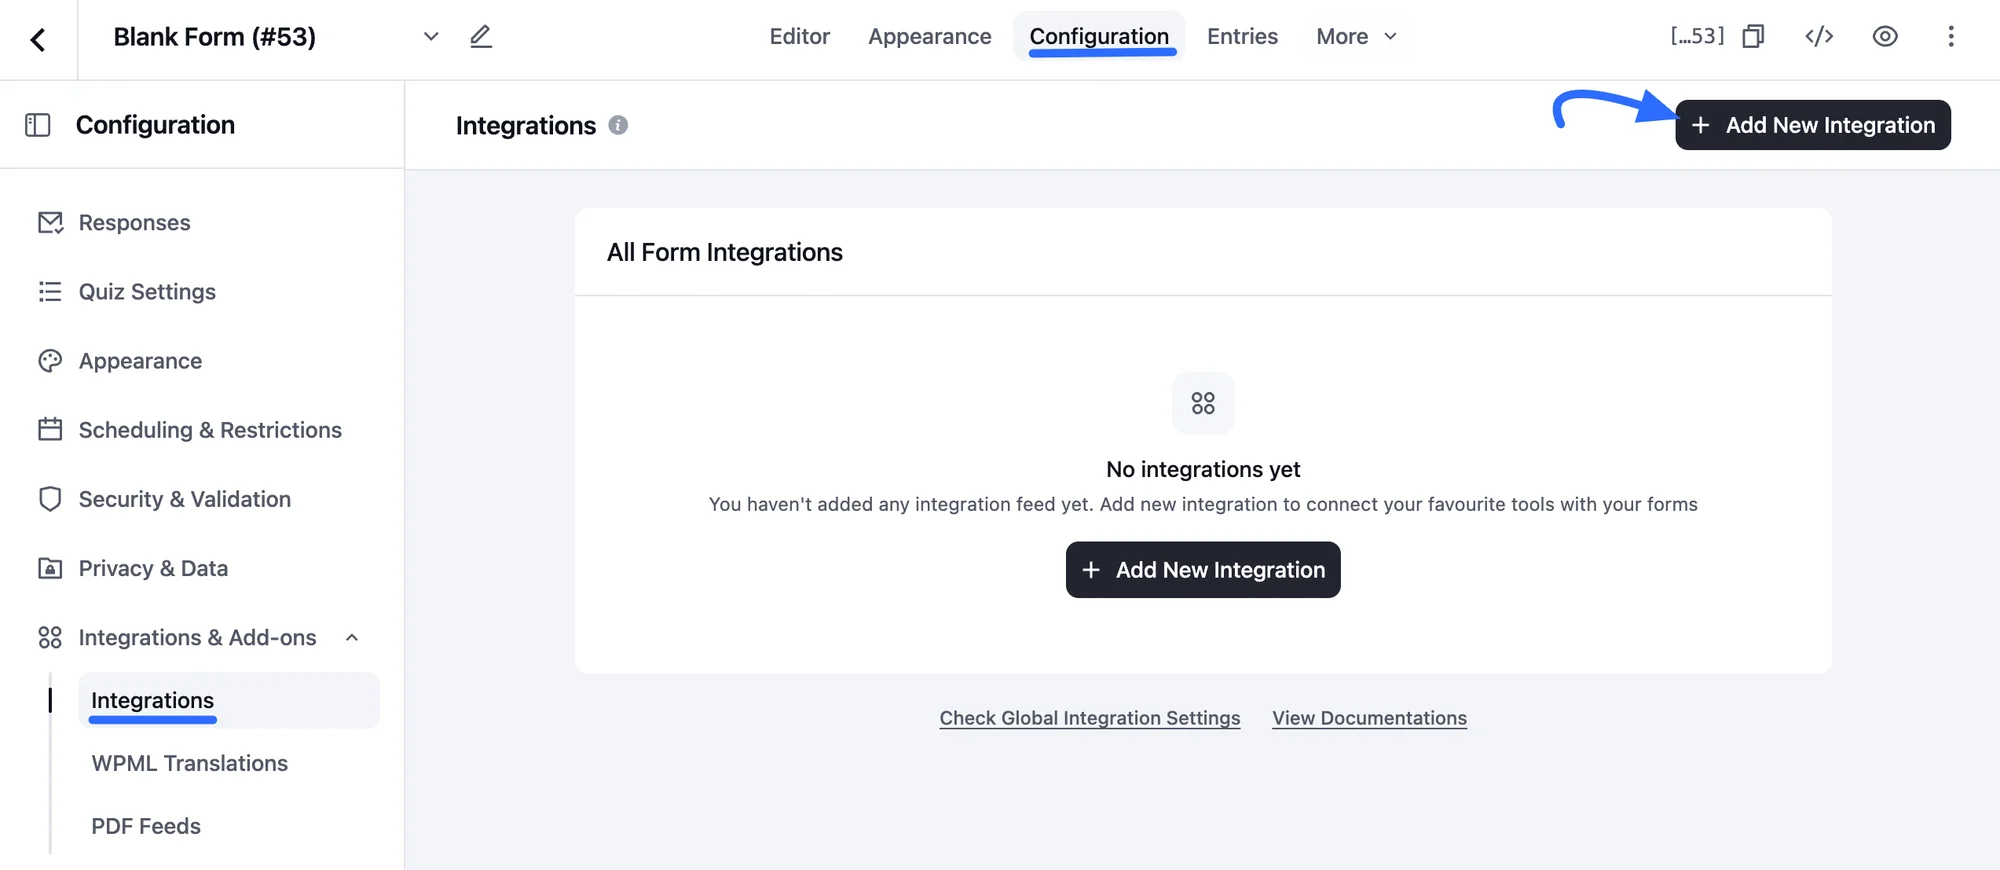 Blank Form (#53)
Editor
Appearance
Configuration
Entries
More
[...53]
Configuration
Integrations
+ Add New Integration
Responses
Quiz Settings
Appearance
Scheduling & Restrictions
Security & Validation
Privacy & Data
Integrations & Add-ons
Integrations
WPML Translations
PDF Feeds
All Form Integrations
No integrations yet
You haven't added any integration feed yet. Add new integration to connect your favourite tools with your forms
+ Add New Integration
Check Global Integration Settings
View Documentations